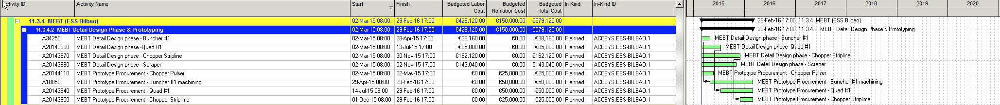 Activity ID Activity Name Start Finish Budgeted Labor Cost Budgeted Nonlabor Cost Budgeted Total Cost In Kind In-Kind ID 2015 2016 2017 2018 2019 2020
11.3.4 MEBT (ESS Bilbao) 02-Mar-15 08:00 29-Feb-16 17:00 €429,120.00 €150,000.00 €579,120.00 29-Feb-16 17:00, 11.3.4 MEBT (ESS Bilbao)
11.3.4.2 MEBT Detail Design Phase & Prototyping 02-Mar-15 08:00 29-Feb-16 17:00 €429,120.00 €150,000.00 €579,120.00 29-Feb-16 17:00, 11.3.4.2 MEBT Detail Design Phase & Prototyping
A34250 MEBT Detail Design phase - Buncher #1 02-Mar-15 08:00 28-Apr-15 17:00 €38,160.00 €0.00 €38,160.00 Planned ACCSYS.ESS-BILBAO.1 MEBT Detail Design phase - Buncher #1
A20143860 MEBT Detail Design phase -Quad #1 02-Mar-15 08:00 13-Jul-15 17:00 €85,800.00 €0.00 €85,800.00 Planned ACCSYS.ESS-BILBAO.1 MEBT Detail Design phase -Quad #1
A20143870 MEBT Detail Design phase - Chopper Stripline 02-Mar-15 08:00 30-Nov-15 17:00 €162,120.00 €0.00 €162,120.00 Planned ACCSYS.ESS-BILBAO.1 MEBT Detail Design phase - Chopper Stripline
A20143880 MEBT Detail Design phase - Scraper 02-Mar-15 08:00 02-Nov-15 17:00 €143,040.00 €0.00 €143,040.00 Planned ACCSYS.ESS-BILBAO.1 MEBT Detail Design phase - Scraper
A20144110 MEBT Prototype Procurement - Chopper Pulser 02-Mar-15 08:00 22-May-15 17:00 €0.00 €25,000.00 €25,000.00 Planned ACCSYS.ESS-BILBAO.1 MEBT Prototype Procurement - Chopper Pulser
A18850 MEBT Prototype Procurement - Buncher #1 machining 29-Apr-15 08:00 29-Feb-16 17:00 €0.00 €50,000.00 €50,000.00 Planned ACCSYS.ESS-BILBAO.1 MEBT Prototype Procurement - Buncher #1 machining
A20143840 MEBT Prototype Procurement - Quad #1 14-Jul-15 08:00 29-Feb-16 17:00 €0.00 €50,000.00 €50,000.00 Planned ACCSYS.ESS-BILBAO.1 MEBT Prototype Procurement - Quad #1
A20143850 MEBT Prototype Procurement - Chopper Striplime 01-Dec-15 08:00 29-Feb-16 17:00 €0.00 €25,000.00 €25,000.00 Planned ACCSYS.ESS-BILBAO.1 MEBT Prototype Procurement - Chopper Striplime